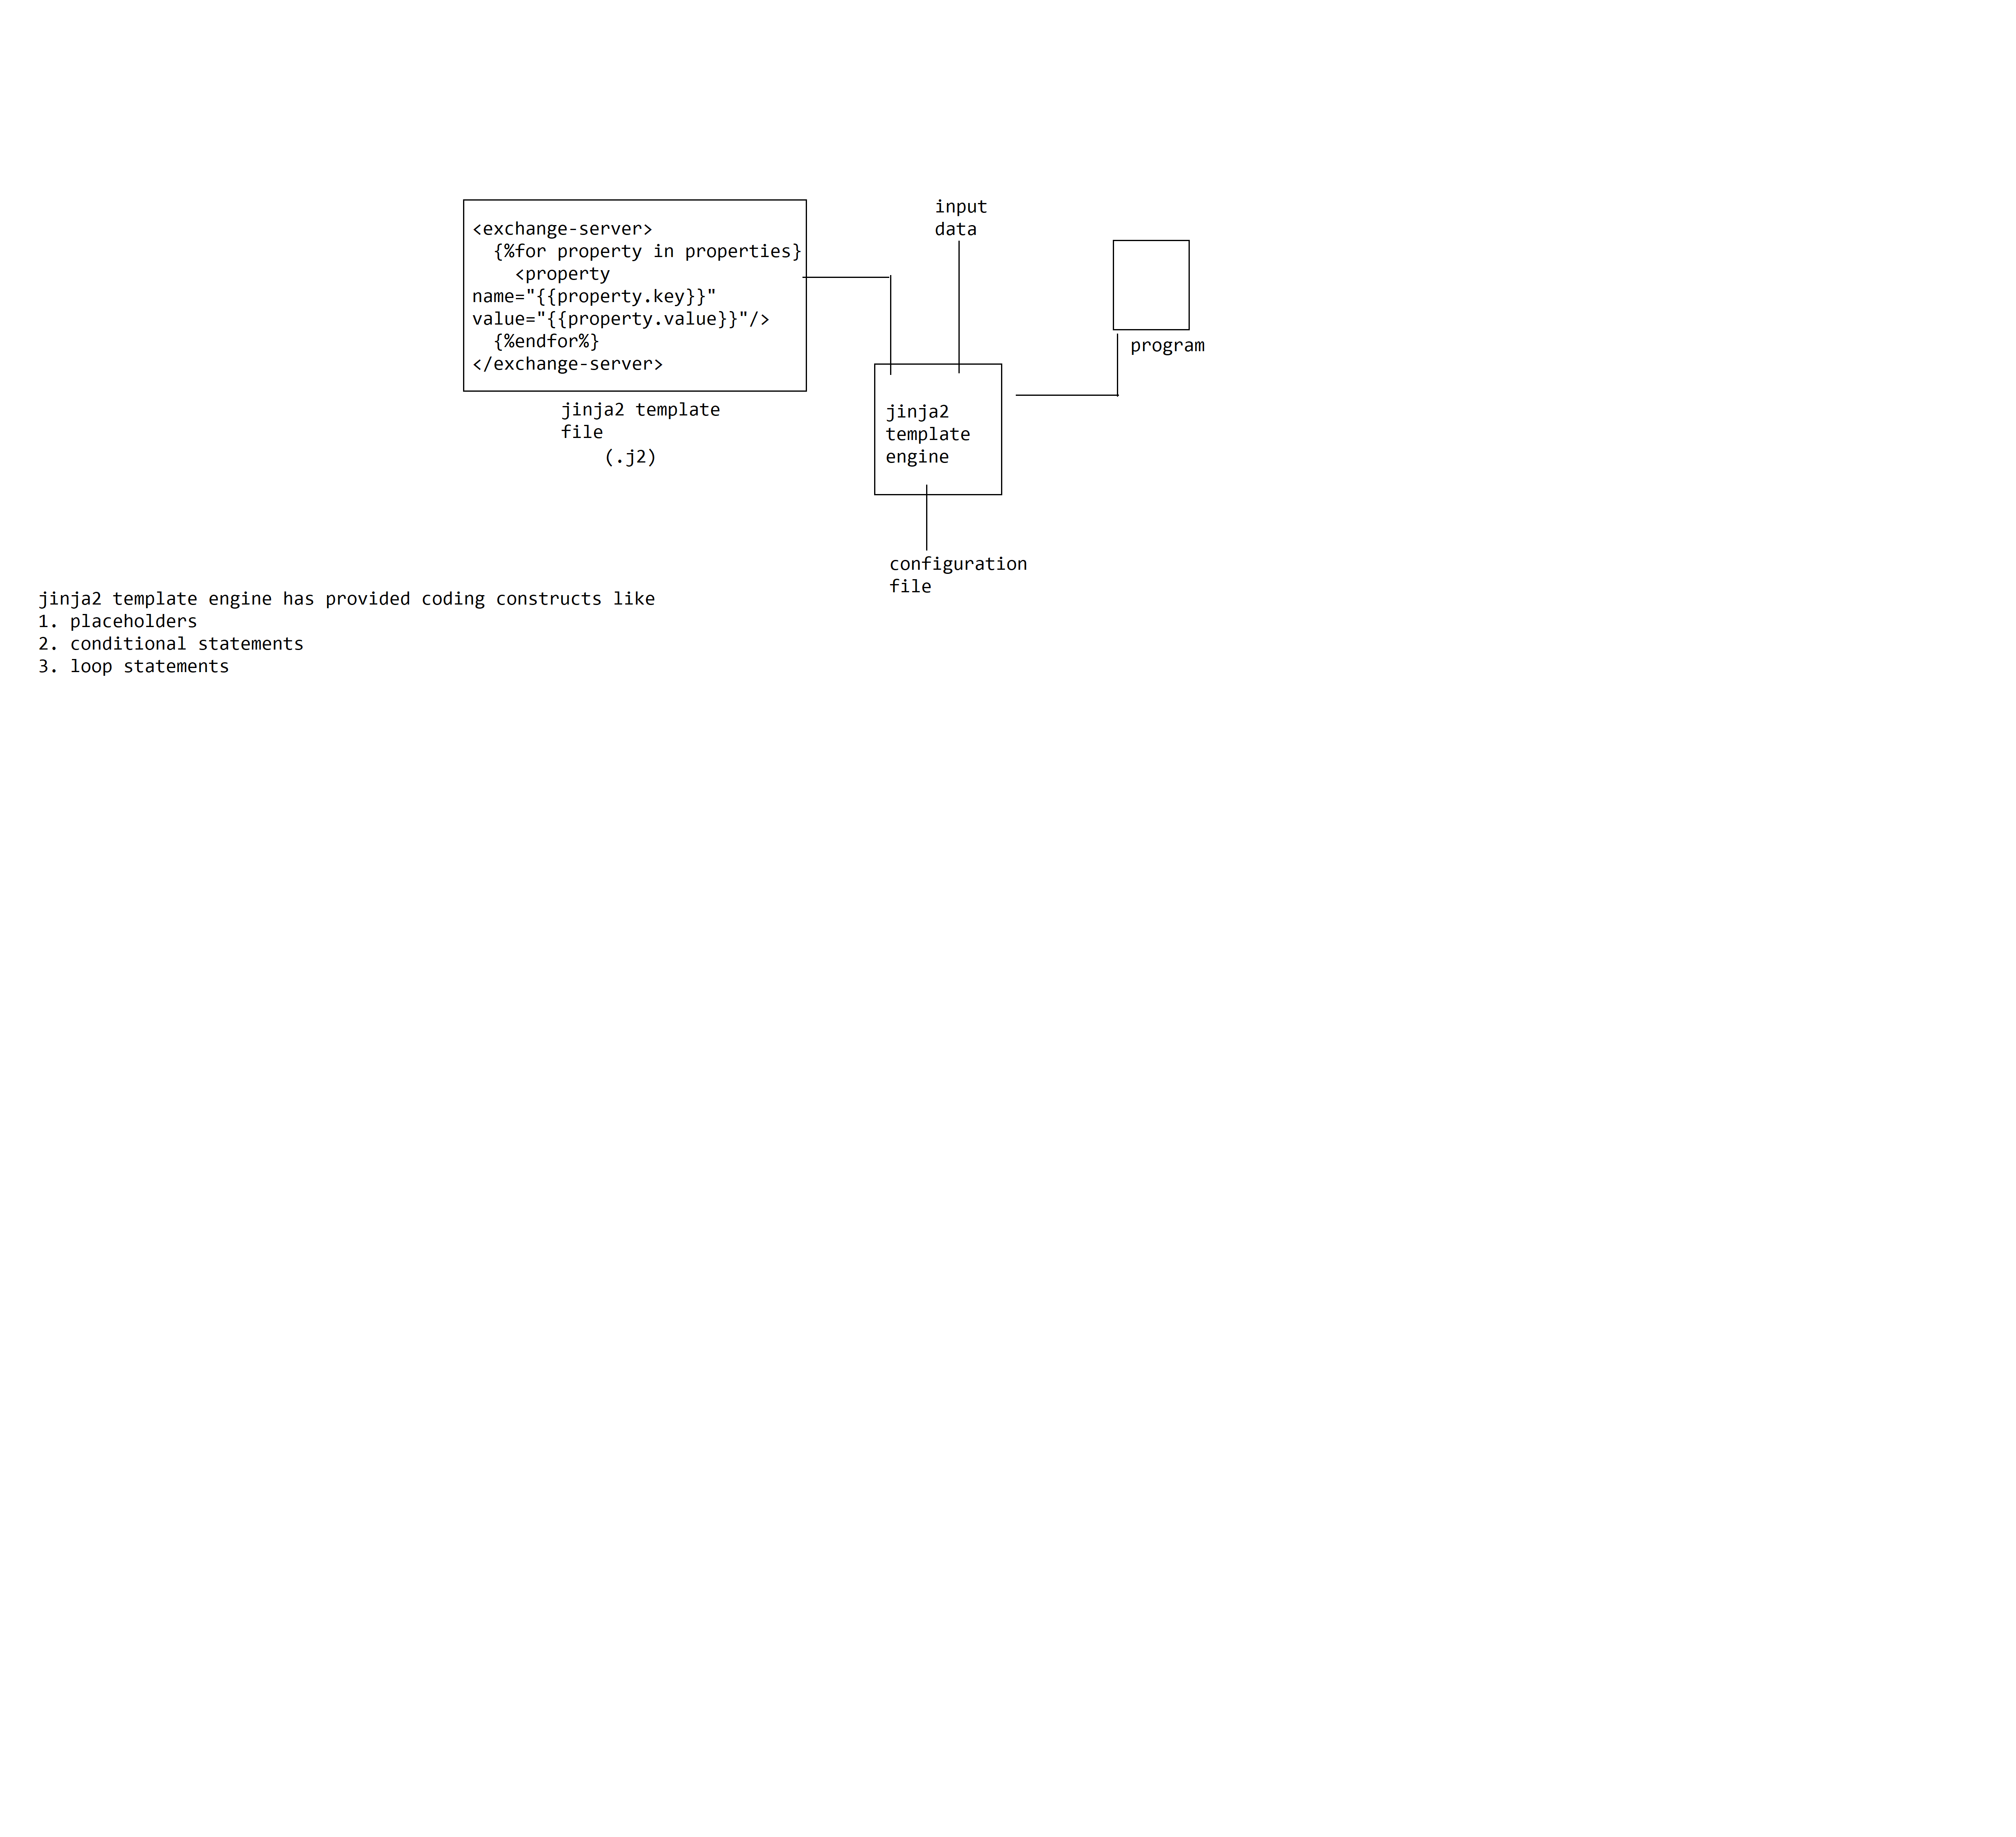 <exchange-server>
  {%for property in properties}
    <property
name="{{property.key}}"
value="{{property.value}}"/>
  {%endfor%}
</exchange-server>
jinja2 template
file
(.j2)
input
data
program
jinja2
template
engine
configuration
file
jinja2 template engine has provided coding constructs like
1. placeholders
2. conditional statements
3. loop statements